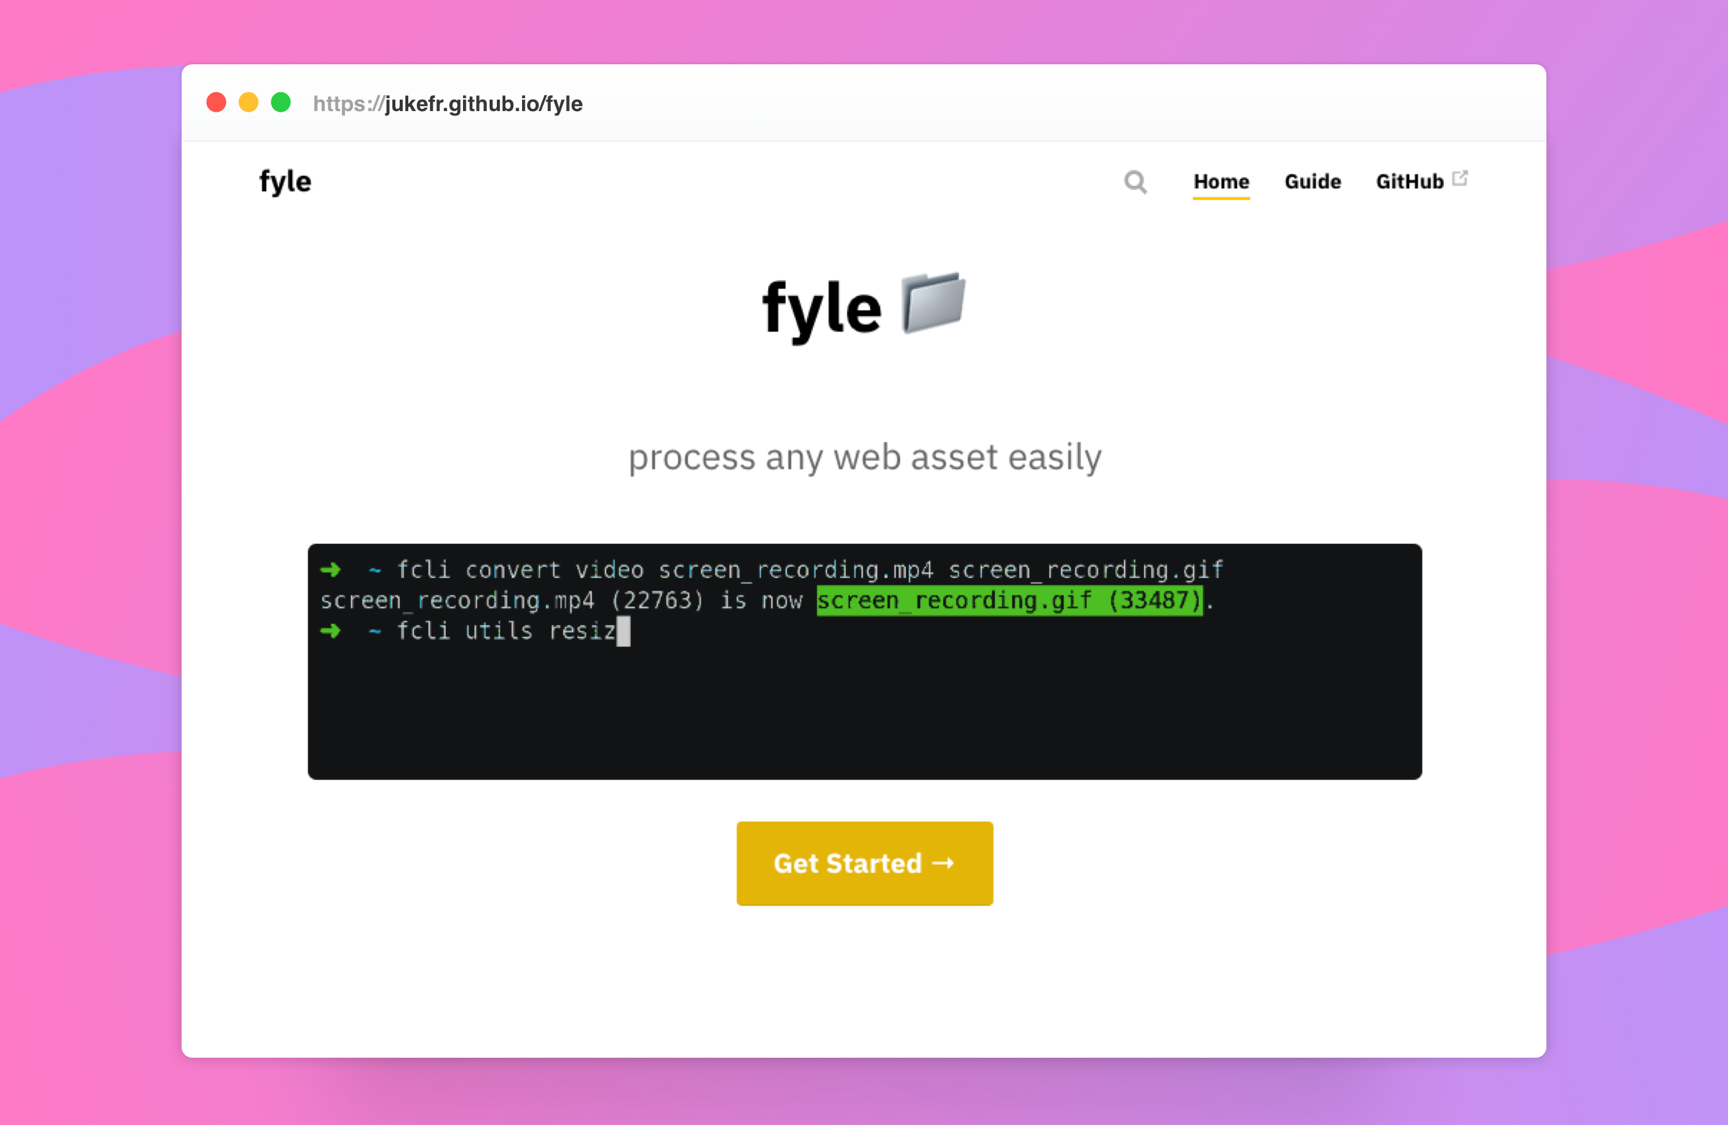 https://jukefr.github.io/fyle
fyle
Home Guide GitHub
fyle
process any web asset easily
➜ ~ fcli convert video screen_recording.mp4 screen_recording.gif
screen_recording.mp4 (22763) is now screen_recording.gif (33487).
➜ ~ fcli utils resiz
Get Started →